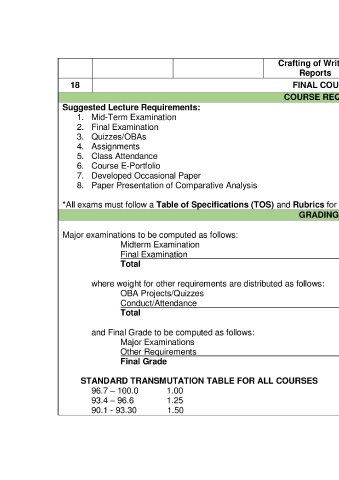 Crafting of Writ
Reports
18 FINAL COU
COURSE REQ
Suggested Lecture Requirements:
1. Mid-Term Examination
2. Final Examination
3. Quizzes/OBAs
4. Assignments
5. Class Attendance
6. Course E-Portfolio
7. Developed Occasional Paper
8. Paper Presentation of Comparative Analysis
*All exams must follow a Table of Specifications (TOS) and Rubrics for
GRADING
Major examinations to be computed as follows:
Midterm Examination
Final Examination
Total
where weight for other requirements are distributed as follows:
OBA Projects/Quizzes
Conduct/Attendance
Total
and Final Grade to be computed as follows:
Major Examinations
Other Requirements
Final Grade
STANDARD TRANSMUTATION TABLE FOR ALL COURSES
96.7 – 100.0 1.00
93.4 – 96.6 1.25
90.1 - 93.30 1.50